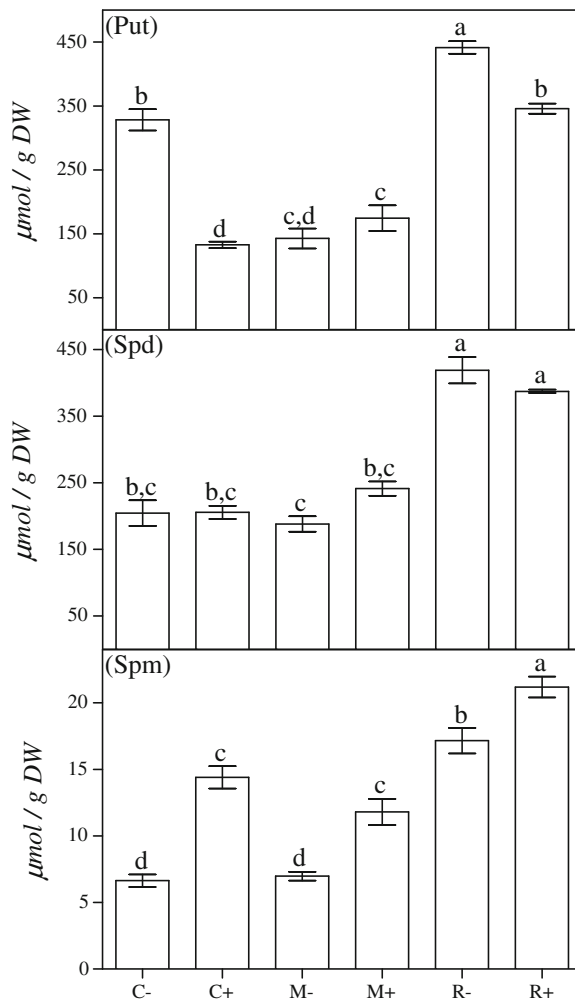 (Put)
450
350
250
150
50
μmol / g DW
b
d
c,d
c
a
b
(Spd)
450
350
250
150
50
μmol / g DW
b,c
b,c
c
b,c
a
a
(Spm)
20
15
10
5
0
μmol / g DW
d
c
d
c
b
a
C- C+ M- M+ R- R+